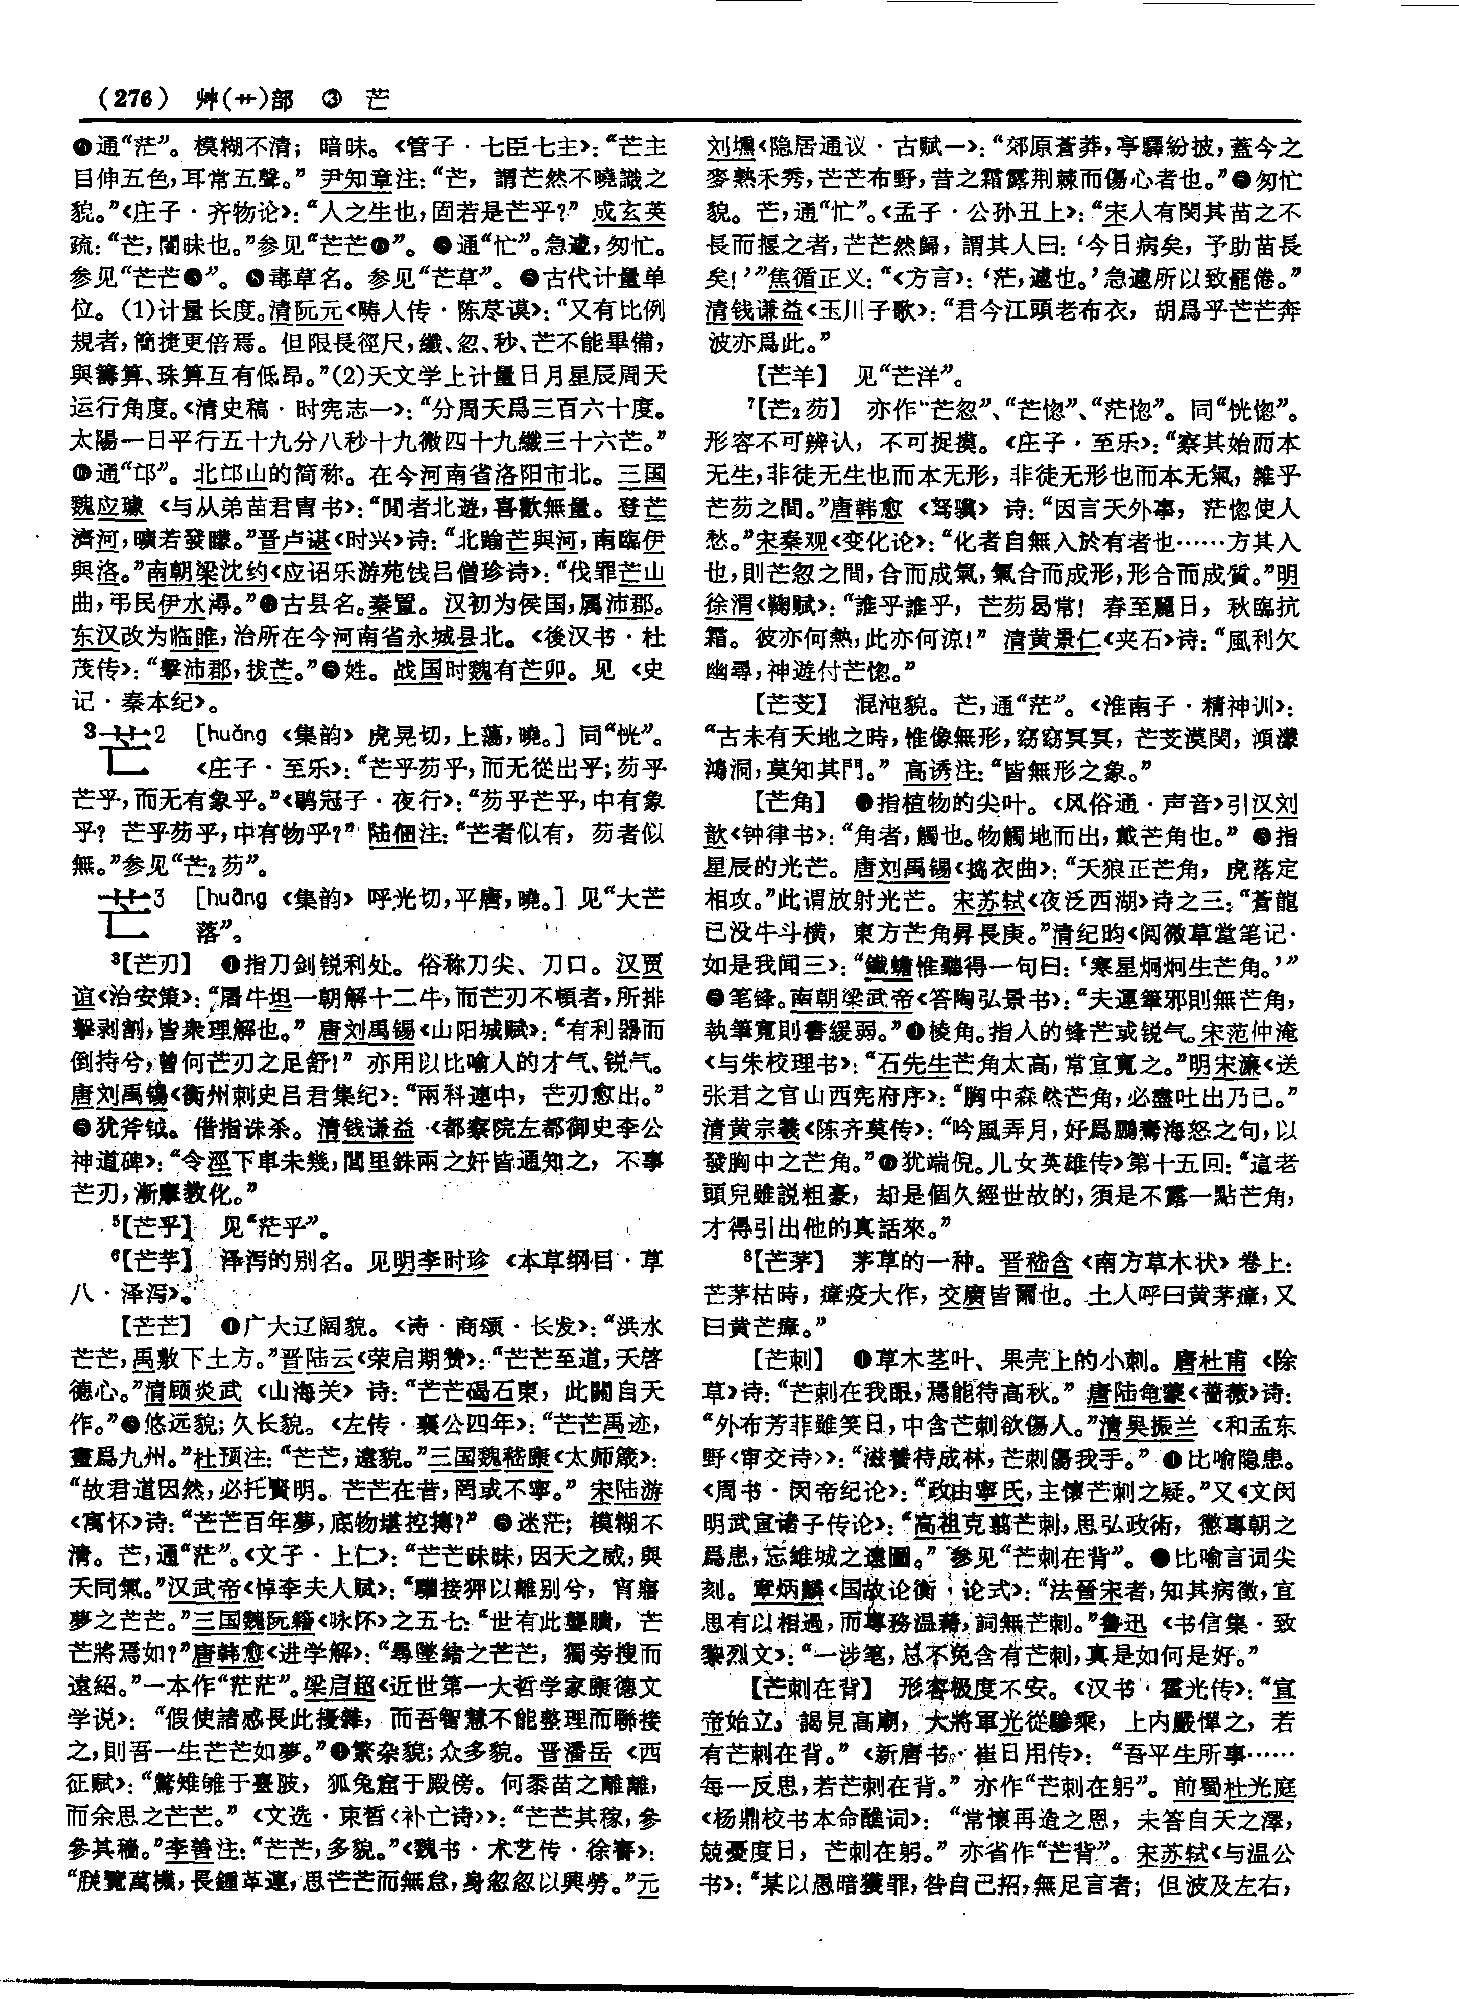 (276) 艸(艹)部 ③ 芒
通“茫”。模糊不清；暗昧。《管子·七臣七主》：“芒主
目伸五色，耳常五聲。”尹知章注：“芒，謂芒然不曉識之
貌。”《庄子·齐物论》：“人之生也，固若是芒乎？”成玄英
疏：“芒，闇昧也。”参见“芒芒”。通“忙”。急遽，匆忙。
参见“芒芒”。毒草名。参见“芒草”。古代计量单
位。(1)计量长度。清阮元《畴人传·陈荩谟》：“又有比例
規者，簡捷更倍焉。但限長徑尺，纖、忽、秒、芒不能畢備，
與籌算、珠算互有低昂。”(2)天文学上计量日月星辰周天
运行角度。《清史稿·时宪志一》：“分周天爲三百六十度。
太陽一日平行五十九分八秒十九微四十九纖三十六芒。”
⑩通“邙”。北邙山的简称。在今河南省洛阳市北。三国
魏应璩《与从弟苗君胄书》：“閒者北遊，喜歡無量。登芒
濟河，曠若發矇。”晋卢谌《时兴》诗：“北踰芒與河，南臨伊
與洛。”南朝梁沈约《应诏乐游苑饯吕僧珍诗》：“伐罪芒山
曲，弔民伊水潯。”古县名。秦置。汉初为侯国，属沛郡。
东汉改为临睢，治所在今河南省永城县北。《後汉书·杜
茂传》：“擊沛郡，拔芒。”姓。战国时魏有芒卯。见《史
记·秦本纪》。
3芒2 [huǎng《集韵》虎晃切，上蕩，曉。]同“恍”。
《庄子·至乐》：“芒乎芴乎，而无從出乎；芴乎
芒乎，而无有象乎。”《鹖冠子·夜行》：“芴乎芒乎，中有象
乎？芒乎芴乎，中有物乎？”陆佃注：“芒者似有，芴者似
無。”参见“芒₂芴”。
芒3 [huāng《集韵》呼光切，平唐，曉。]见“大芒
落”。
³【芒刃】 ❶指刀剑锐利处。俗称刀尖、刀口。汉贾
谊《治安策》：“屠牛坦一朝解十二牛，而芒刃不頓者，所排
擊剥割，皆衆理解也。”唐刘禹锡《山阳城赋》：“有利器而
倒持兮，曾何芒刃之足舒！”亦用以比喻人的才气、锐气。
唐刘禹锡《衡州刺史吕君集纪》：“兩科連中，芒刃愈出。”
❷犹斧钺。借指诛杀。清钱谦益《都察院左都御史李公
神道碑》：“令涇下車未幾，閭里銖兩之奸皆通知之，不事
芒刃，漸摩教化。”
⁵【芒乎】 见“茫乎”。
⁶【芒芋】 泽泻的别名。见明李时珍《本草纲目·草
八·泽泻》。
【芒芒】 ❶广大辽阔貌。《诗·商颂·长发》：“洪水
芒芒，禹敷下土方。”晋陆云《荣启期赞》：“芒芒至道，天啓
德心。”清顾炎武《山海关》诗：“芒芒碣石東，此關自天
作。”❷悠远貌；久长貌。《左传·襄公四年》：“芒芒禹迹，
畫爲九州。”杜预注：“芒芒，遠貌。”三国魏嵇康《太师箴》：
“故君道因然，必托賢明。芒芒在昔，罔或不寧。”宋陆游
《寓怀》诗：“芒芒百年夢，底物堪控搏？”❸迷茫；模糊不
清。芒，通“茫”。《文子·上仁》：“芒芒昧昧，因天之威，與
天同氣。”汉武帝《悼李夫人赋》：“驩接狎以離别兮，宵寤
夢之芒芒。”三国魏阮籍《咏怀》之五七：“世有此聾聵，芒
芒將焉如？”唐韩愈《进学解》：“尋墜緒之芒芒，獨旁搜而
遠紹。”一本作“茫茫”。梁启超《近世第一大哲学家康德文
学说》：“假使諸感長此擾雜，而吾智慧不能整理而聯接
之，則吾一生芒芒如夢。”❹繁杂貌；众多貌。晋潘岳《西
征赋》：“鷔雉雊于臺陂，狐兔窟于殿傍。何黍苗之離離，
而余思之芒芒。”《文选·束晳〈补亡诗〉》：“芒芒其稼，參
參其穡。”李善注：“芒芒，多貌。”《魏书·术艺传·徐謇》：
“朕覽萬機，長鍾革運，思芒芒而無怠，身忽忽以興勞。”元
刘壎《隐居通议·古赋一》：“郊原蒼莽，亭驛紛披，蓋今之
麥熟禾秀，芒芒布野，昔之霜露荆棘而傷心者也。”❺匆忙
貌。芒，通“忙”。《孟子·公孙丑上》：“宋人有閔其苗之不
長而揠之者，芒芒然歸，謂其人曰：‘今日病矣，予助苗長
矣！’”焦循正义：“《方言》：‘茫，遽也。’急遽所以致罷倦。”
清钱谦益《玉川子歌》：“君今江頭老布衣，胡爲乎芒芒奔
波亦爲此。”
【芒羊】 见“芒洋”。
⁷【芒₂芴】 亦作“芒忽”、“芒惚”、“茫惚”。同“恍惚”。
形容不可辨认，不可捉摸。《庄子·至乐》：“察其始而本
无生，非徒无生也而本无形，非徒无形也而本无氣，雜乎
芒芴之間。”唐韩愈《驽骥》诗：“因言天外事，茫惚使人
愁。”宋秦观《变化论》：“化者自無入於有者也……方其入
也，則芒忽之間，合而成氣，氣合而成形，形合而成質。”明
徐渭《鞠赋》：“誰乎誰乎，芒芴曷常！春至麗日，秋臨抗
霜。彼亦何熱，此亦何凉！”清黄景仁《夹石》诗：“風利欠
幽尋，神遊付芒惚。”
【芒芠】 混沌貌。芒，通“茫”。《淮南子·精神训》：
“古未有天地之時，惟像無形，窈窈冥冥，芒芠漠閔，澒濛
鴻洞，莫知其門。”高诱注：“皆無形之象。”
【芒角】 ❶指植物的尖叶。《风俗通·声音》引汉刘
歆《钟律书》：“角者，觸也。物觸地而出，戴芒角也。”❷指
星辰的光芒。唐刘禹锡《捣衣曲》：“天狼正芒角，虎落定
相攻。”此谓放射光芒。宋苏轼《夜泛西湖》诗之三：“蒼龍
已没牛斗横，東方芒角昇長庚。”清纪昀《阅微草堂笔记·
如是我闻三》：“鐵蟾惟聽得一句曰：‘寒星炯炯生芒角。’”
❸笔锋。南朝梁武帝《答陶弘景书》：“夫運筆邪則無芒角，
執筆寬則書緩弱。”❹棱角。指人的锋芒或锐气。宋范仲淹
《与朱校理书》：“石先生芒角太高，常宜寬之。”明宋濂《送
张君之官山西宪府序》：“胸中森然芒角，必盡吐出乃已。”
清黄宗羲《陈齐莫传》：“吟風弄月，好爲鵬騫海怒之句，以
發胸中之芒角。”❺犹端倪。儿女英雄传》第十五回：“這老
頭兒雖説粗豪，却是個久經世故的，須是不露一點芒角，
才得引出他的真話來。”
⁸【芒茅】 茅草的一种。晋嵇含《南方草木状》卷上：
芒茅枯時，瘴疫大作，交廣皆爾也。土人呼曰黄茅瘴，又
曰黄芒瘴。”
【芒刺】 ❶草木茎叶、果壳上的小刺。唐杜甫《除
草》诗：“芒刺在我眼，焉能待高秋。”唐陆龟蒙《蔷薇》诗：
“外布芳菲雖笑日，中含芒刺欲傷人。”清吴振兰《和孟东
野〈审交诗〉》：“滋養待成林，芒刺傷我手。”❷比喻隐患。
《周书·闵帝纪论》：“政由寧氏，主懷芒刺之疑。”又《文闵
明武宣诸子传论》：“高祖克翦芒刺，思弘政術，懲專朝之
爲患，忘維城之遠圖。”参见“芒刺在背”。❸比喻言词尖
刻。章炳麟《国故论衡·论式》：“法晉宋者，知其病徵，宜
思有以相過，而專務温藉，詞無芒刺。”鲁迅《书信集·致
黎烈文》：“一涉笔，总不免含有芒刺，真是如何是好。”
【芒刺在背】 形容极度不安。《汉书·霍光传》：“宣
帝始立，謁見高廟，大將軍光從驂乘，上内嚴憚之，若
有芒刺在背。”《新唐书·崔日用传》：“吾平生所事……
每一反思，若芒刺在背。”亦作“芒刺在躬”。前蜀杜光庭
《杨鼎校书本命醮词》：“常懷再造之恩，未答自天之澤，
兢憂度日，芒刺在躬。”亦省作“芒背”。宋苏轼《与温公
书》：“某以愚暗獲罪，咎自己招，無足言者；但波及左右，